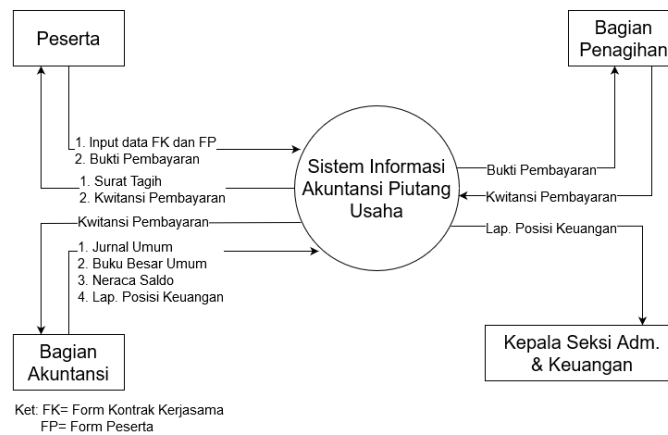 Peserta
Bagian
Penagihan
1. Input data FK dan FP
2. Bukti Pembayaran
1. Surat Tagih
2. Kwitansi Pembayaran
Kwitansi Pembayaran
1. Jurnal Umum
2. Buku Besar Umum
3. Neraca Saldo
4. Lap. Posisi Keuangan
Sistem Informasi
Akuntansi Piutang
Usaha
Bukti Pembayaran
Kwitansi Pembayaran
Lap. Posisi Keuangan
Bagian
Akuntansi
Kepala Seksi Adm.
& Keuangan
Ket: FK= Form Kontrak Kerjasama
FP= Form Peserta